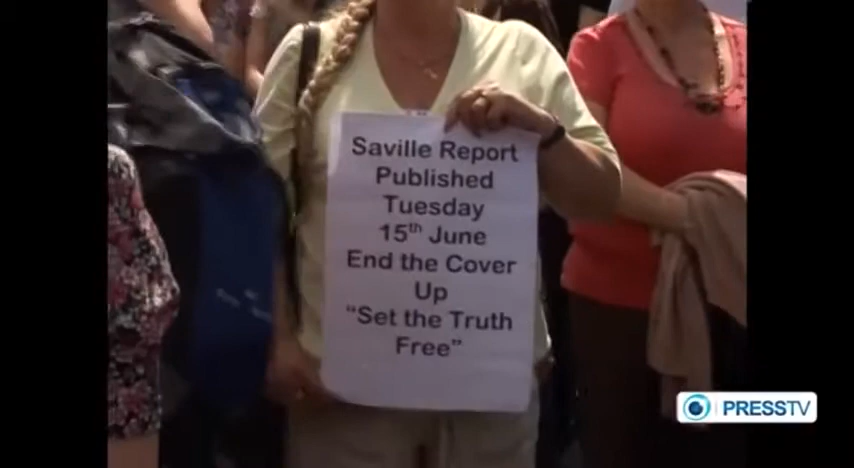 Saville Report
Published
Tuesday
15th June
End the Cover
Up
"Set the Truth
Free"
PRESSTV